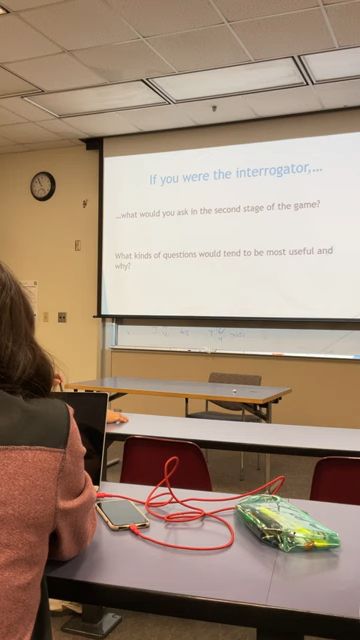 If you were the interrogator,...
...what would you ask in the second stage of the game?
What kinds of questions would tend to be most useful and
why?